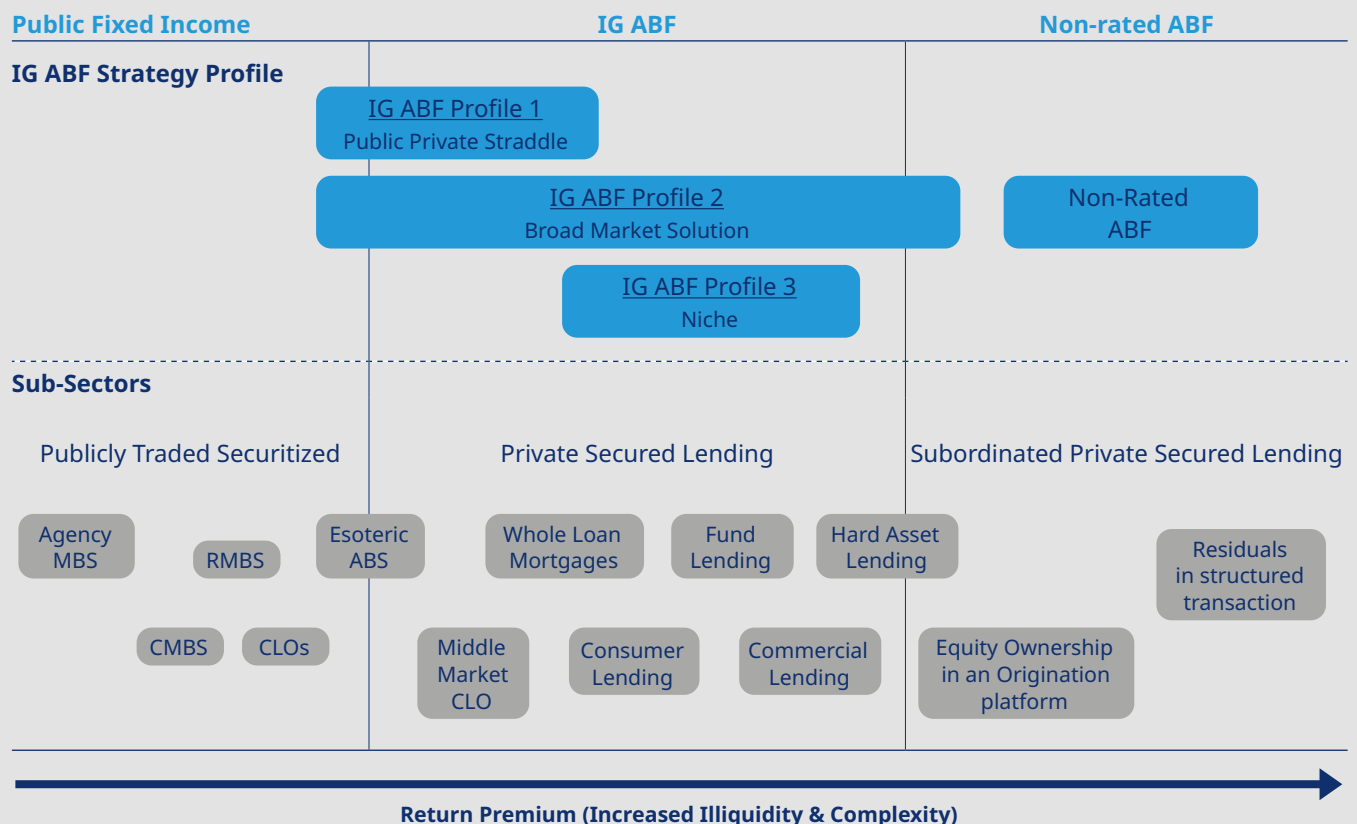 Public Fixed Income
IG ABF
Non-rated ABF
IG ABF Strategy Profile
IG ABF Profile 1
Public Private Straddle
IG ABF Profile 2
Broad Market Solution
Non-Rated
ABF
IG ABF Profile 3
Niche
Sub-Sectors
Publicly Traded Securitized
Private Secured Lending
Subordinated Private Secured Lending
Agency
MBS
RMBS
Esoteric
ABS
Whole Loan
Mortgages
Fund
Lending
Hard Asset
Lending
Residuals
in structured
transaction
CMBS
CLOs
Middle
Market
CLO
Consumer
Lending
Commercial
Lending
Equity Ownership
in an Origination
platform
Return Premium (Increased Illiquidity & Complexity)